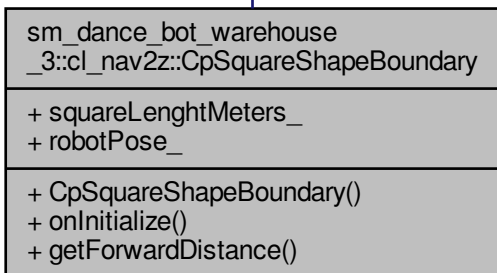 sm_dance_bot_warehouse
_3::cl_nav2z::CpSquareShapeBoundary
+ squareLenghtMeters_
+ robotPose_
+ CpSquareShapeBoundary()
+ onInitialize()
+ getForwardDistance()